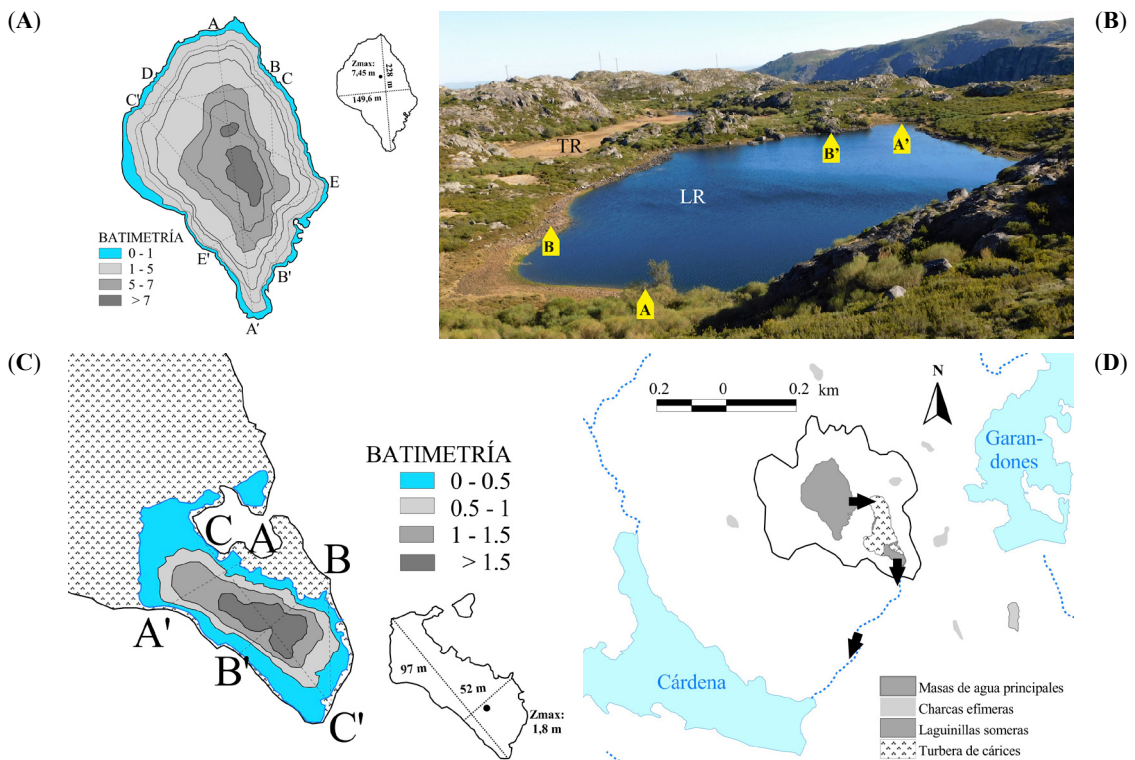 (A)
A
B
C
D
C'
E
E'
B'
A'
BATIMETRÍA
0 - 1
1 - 5
5 - 7
> 7
Zmax:
7,45 m
228 m
149,6 m
(B)
TR
LR
B'
A'
B
A
(C)
C
A
B
A'
B'
C'
BATIMETRÍA
0 - 0.5
0.5 - 1
1 - 1.5
> 1.5
97 m
52 m
Zmax:
1,8 m
(D)
0.2
0
0.2
km
N
Garan-
dones
Cárdena
Masas de agua principales
Charcas efímeras
Laguinillas someras
Turbera de cárices